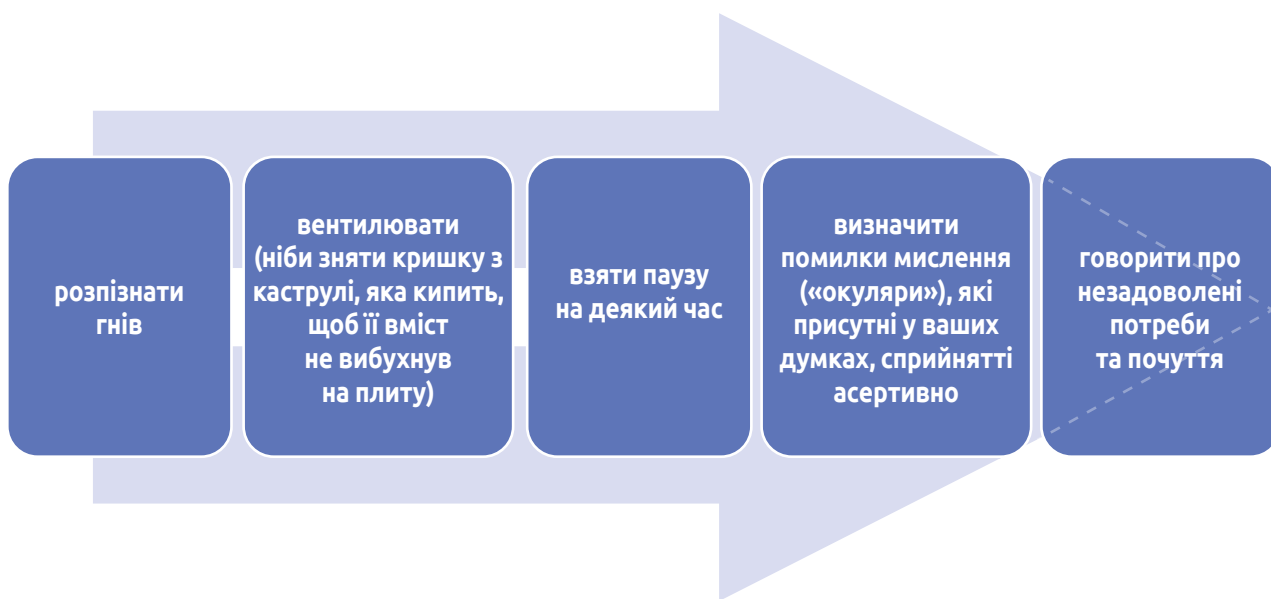 розпізнати
гнів
вентилювати
(ніби зняти кришку з
каструлі, яка кипить,
щоб її вміст
не вибухнув
на плиту)
взяти паузу
на деякий час
визначити
помилки мислення
(«окуляри»), які
присутні у ваших
думках, сприйнятті
асертивно
говорити про
незадоволені
потреби
та почуття